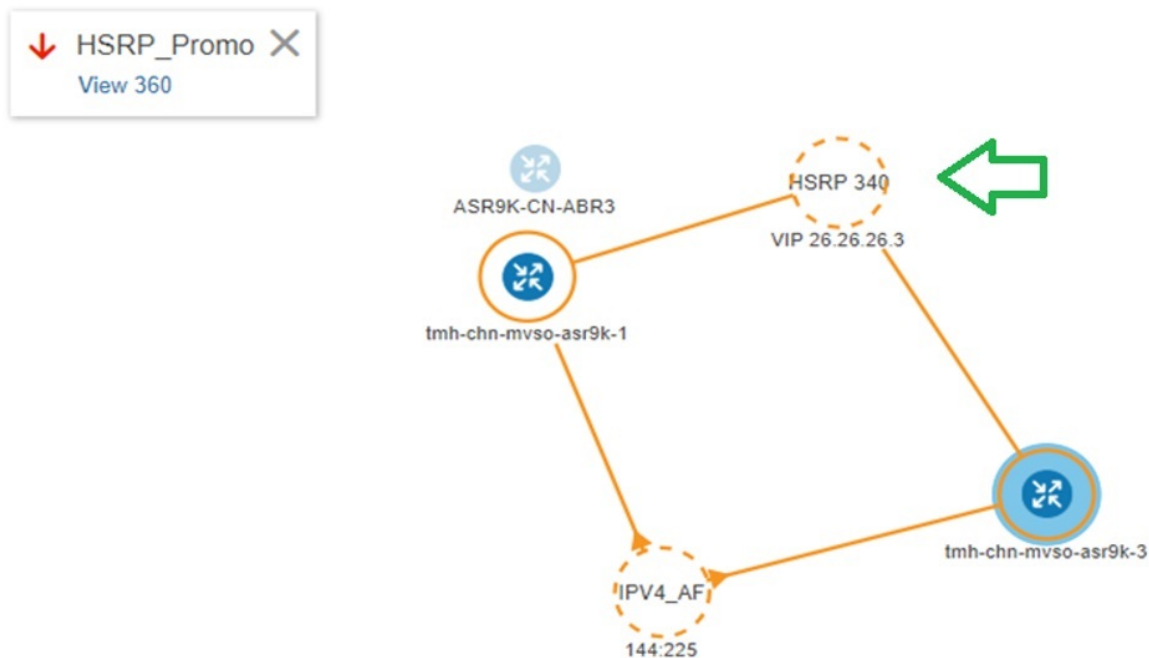 HSRP_Promo
View 360
ASR9K-CN-ABR3
HSRP 340
VIP 26.26.26.3
tmh-chn-mvso-asr9k-1
tmh-chn-mvso-asr9k-3
IPV4_AF
144:225